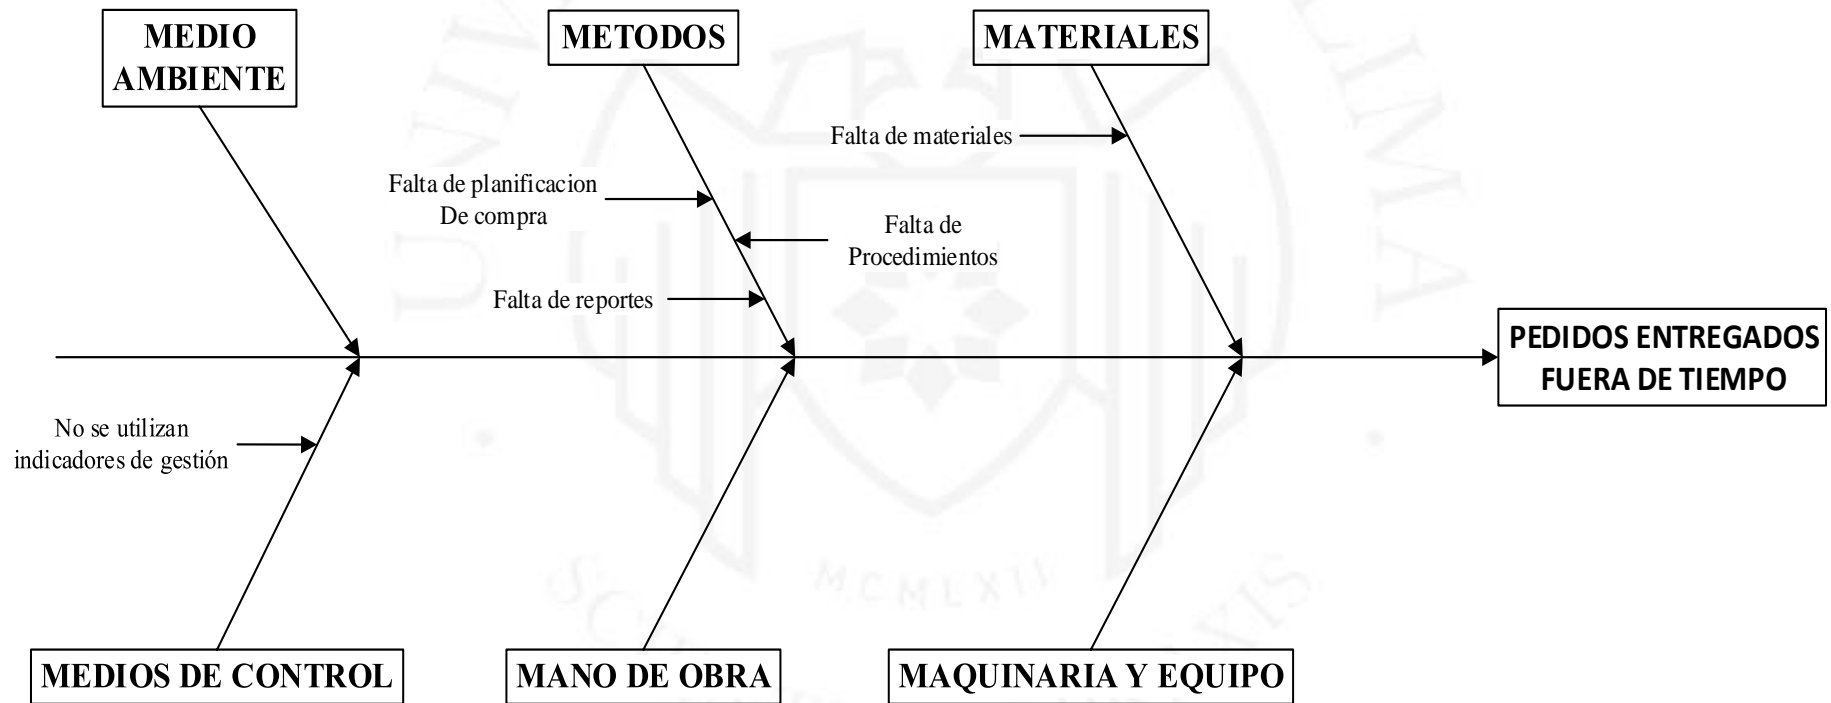 MEDIO
AMBIENTE
METODOS
MATERIALES
Falta de materiales
Falta de planificacion
De compra
Falta de
Procedimientos
Falta de reportes
PEDIDOS ENTREGADOS
FUERA DE TIEMPO
No se utilizan
indicadores de gestión
MEDIOS DE CONTROL
MANO DE OBRA
MAQUINARIA Y EQUIPO
MCMLXII